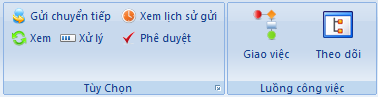 Gửi chuyển tiếp Xem lịch sử gửi
Xem Xử lý Phê duyệt
Tùy Chọn
Giao việc Theo dõi
Luồng công việc